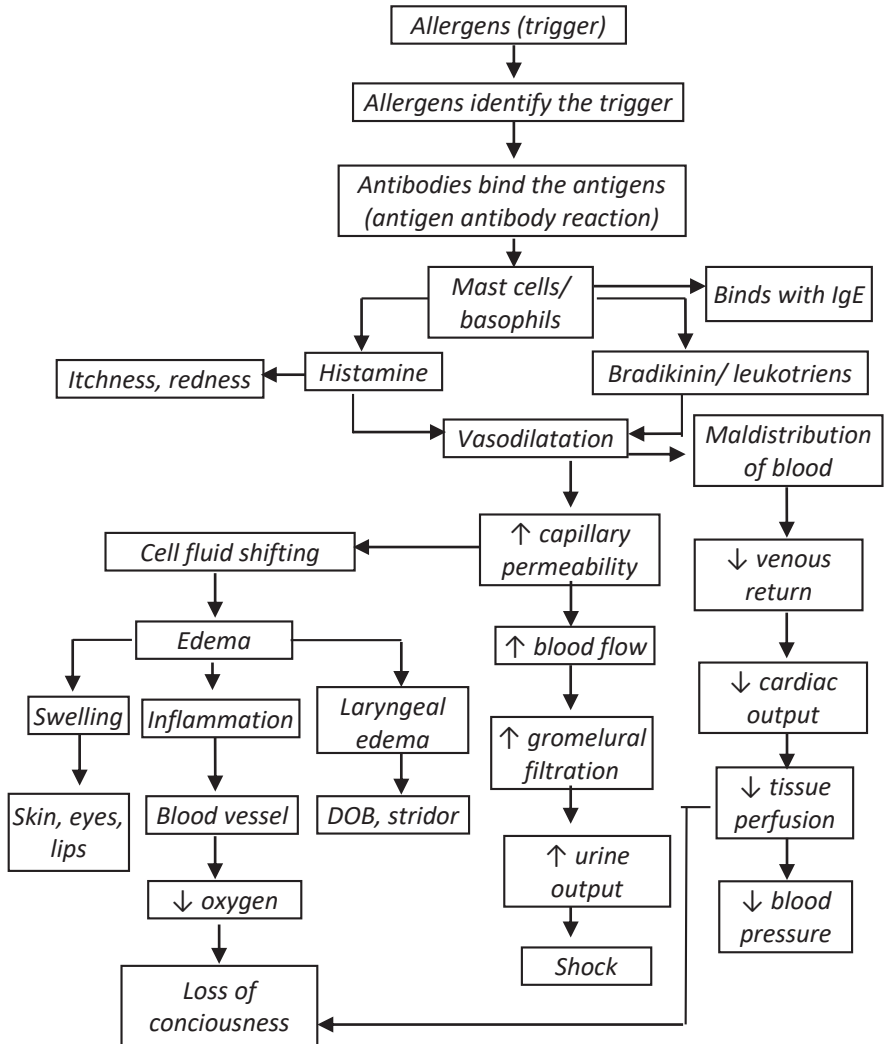 Allergens (trigger)
Allergens identify the trigger
Antibodies bind the antigens
(antigen antibody reaction)
Mast cells/
basophils
Binds with IgE
Itchness, redness
Histamine
Bradikinin/ leukotriens
Vasodilatation
Maldistribution
of blood
Cell fluid shifting
↑ capillary
permeability
↓ venous
return
Edema
↑ blood flow
Swelling
Inflammation
Laryngeal
edema
↑ gromelural
filtration
↓ cardiac
output
Skin, eyes,
lips
Blood vessel
DOB, stridor
↓ tissue
perfusion
↑ urine
output
↓ oxygen
↓ blood
pressure
Shock
Loss of
conciousness